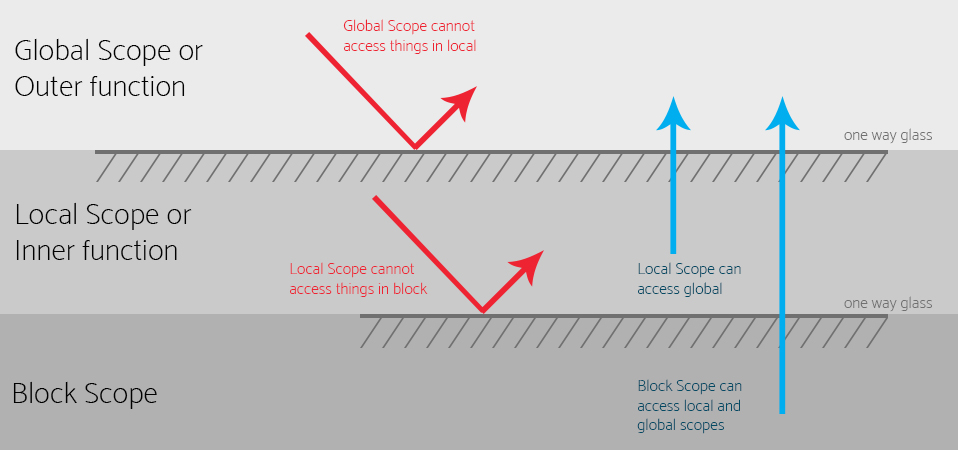 Global Scope or
Outer function
Global Scope cannot
access things in local
one way glass
Local Scope or
Inner function
Local Scope cannot
access things in block
Local Scope can
access global
one way glass
Block Scope
Block Scope can
access local and
global scopes